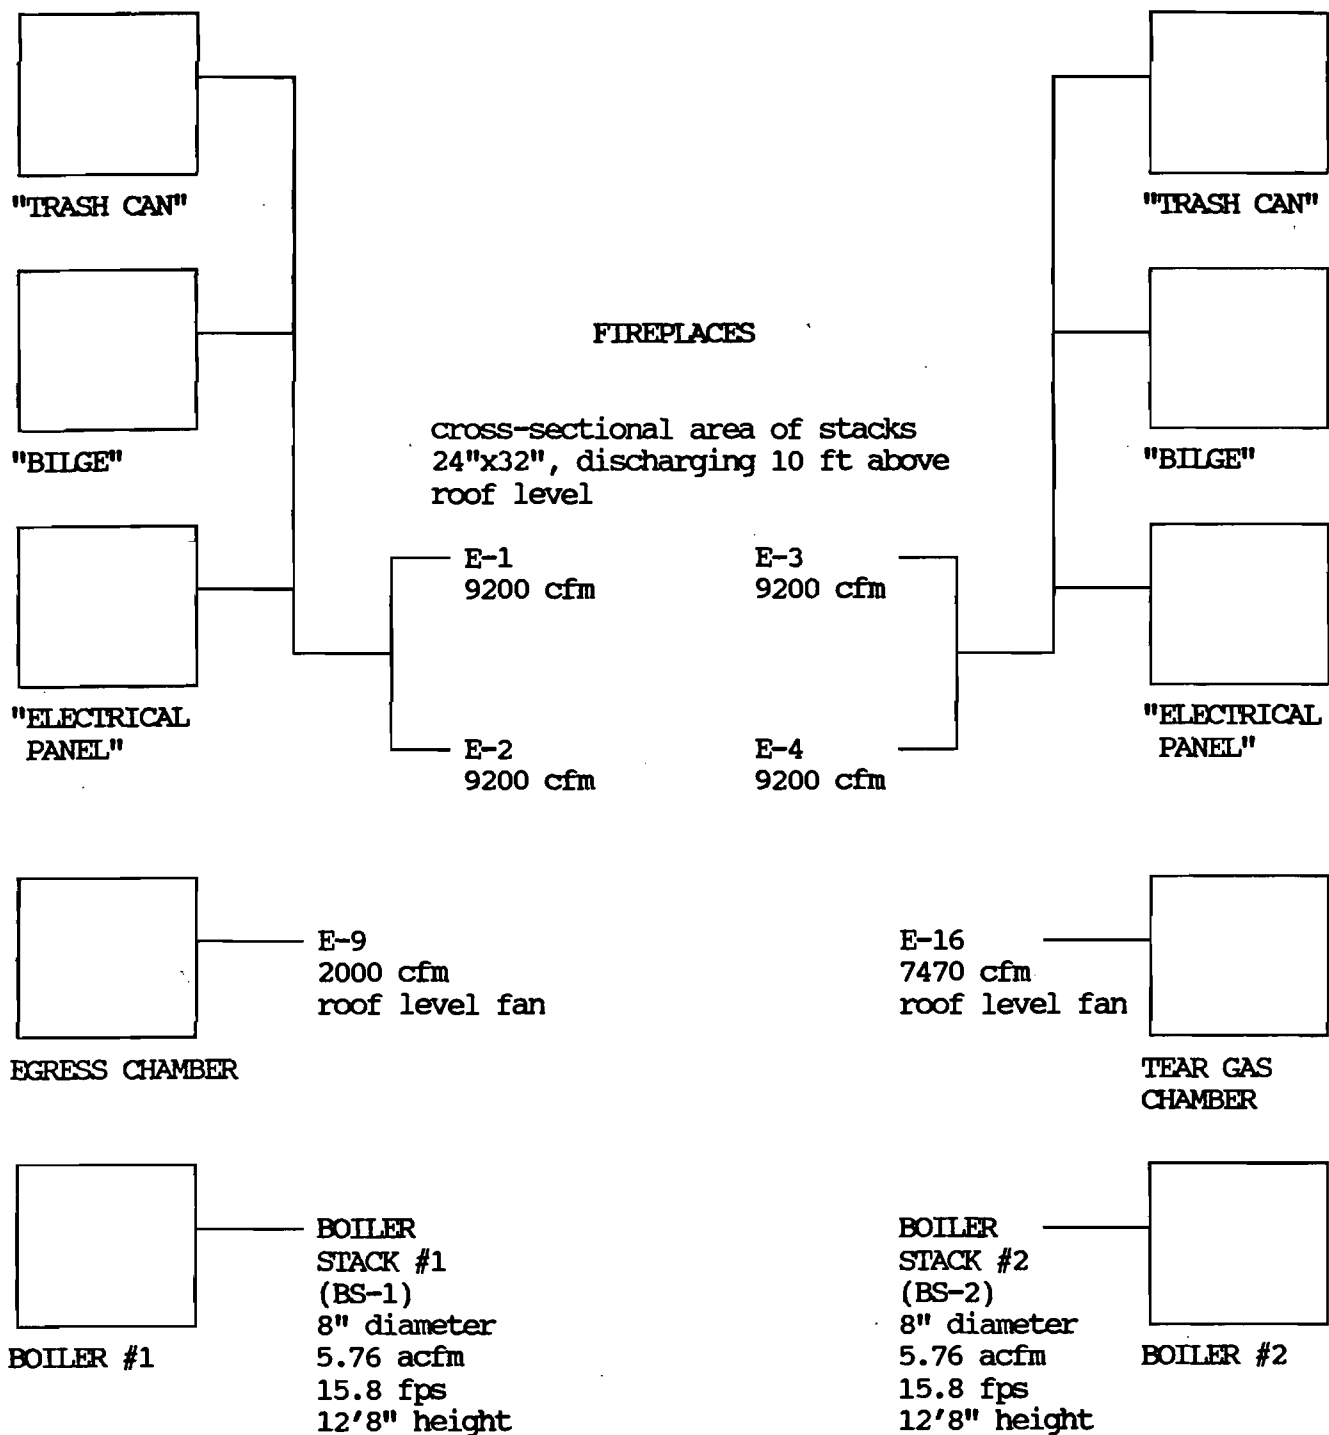 "TRASH CAN"
"TRASH CAN"
FIREPLACES
cross-sectional area of stacks
24"x32", discharging 10 ft above
roof level
"BILGE"
"BILGE"
E-1
9200 cfm
E-3
9200 cfm
"ELECTRICAL
PANEL"
"ELECTRICAL
PANEL"
E-2
9200 cfm
E-4
9200 cfm
E-9
2000 cfm
roof level fan
E-16
7470 cfm
roof level fan
EGRESS CHAMBER
TEAR GAS
CHAMBER
BOILER
STACK #1
(BS-1)
8" diameter
5.76 acfm
15.8 fps
12'8" height
BOILER
STACK #2
(BS-2)
8" diameter
5.76 acfm
15.8 fps
12'8" height
BOILER #1
BOILER #2